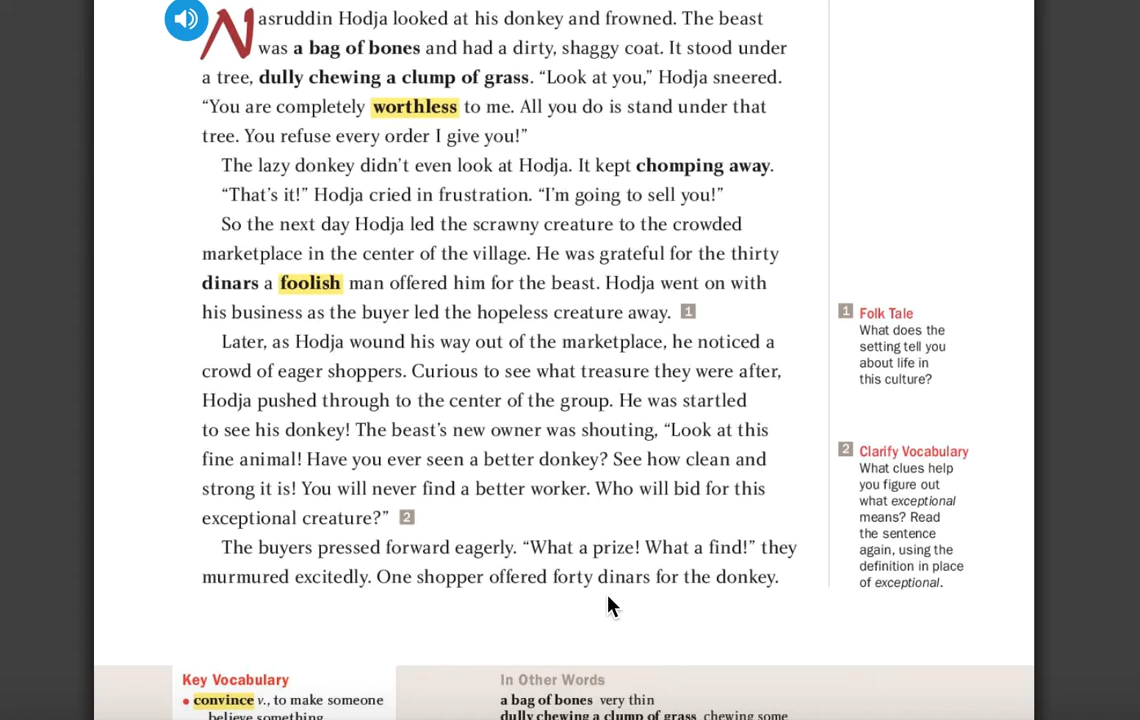 Nasruddin Hodja looked at his donkey and frowned. The beast
was a bag of bones and had a dirty, shaggy coat. It stood under
a tree, dully chewing a clump of grass. “Look at you,” Hodja sneered.
“You are completely worthless to me. All you do is stand under that
tree. You refuse every order I give you!”
The lazy donkey didn’t even look at Hodja. It kept chomping away.
“That’s it!” Hodja cried in frustration. “I’m going to sell you!”
So the next day Hodja led the scrawny creature to the crowded
marketplace in the center of the village. He was grateful for the thirty
dinars a foolish man offered him for the beast. Hodja went on with
his business as the buyer led the hopeless creature away. 1
Later, as Hodja wound his way out of the marketplace, he noticed a
crowd of eager shoppers. Curious to see what treasure they were after,
Hodja pushed through to the center of the group. He was startled
to see his donkey! The beast’s new owner was shouting, “Look at this
fine animal! Have you ever seen a better donkey? See how clean and
strong it is! You will never find a better worker. Who will bid for this
exceptional creature?” 2
The buyers pressed forward eagerly. “What a prize! What a find!” they
murmured excitedly. One shopper offered forty dinars for the donkey.
1 Folk Tale
What does the
setting tell you
about life in
this culture?
2 Clarify Vocabulary
What clues help
you figure out
what exceptional
means? Read
the sentence
again, using the
definition in place
of exceptional.
Key Vocabulary
• convince v., to make someone
believe something
In Other Words
a bag of bones very thin
dully chewing a clump of grass chewing some